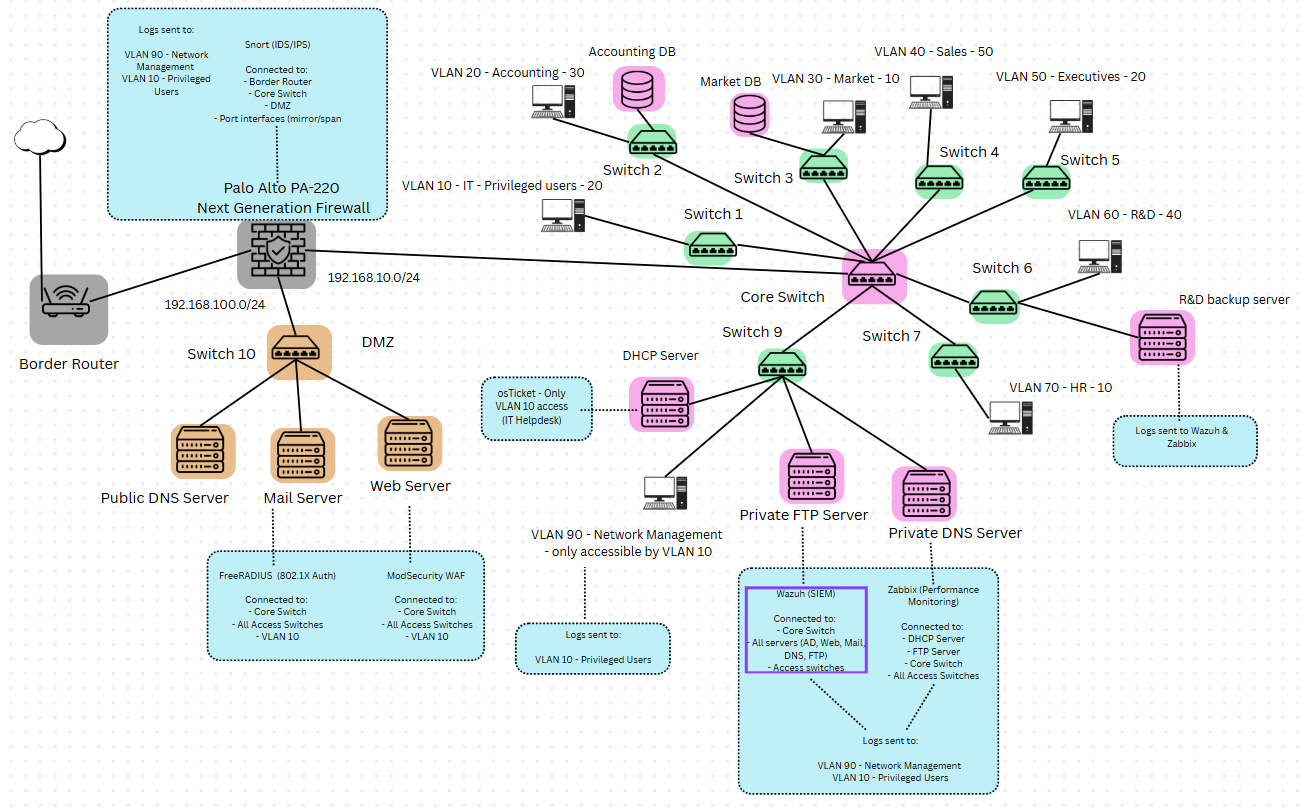 Logs sent to:
VLAN 90 - Network
Management
VLAN 10 - Privileged
Users
Snort (IDS/IPS)
Connected to:
- Border Router
- Core Switch
- DMZ
- Port interfaces (mirror/span
Palo Alto PA-220
Next Generation Firewall
Border Router
192.168.100.0/24
192.168.10.0/24
Switch 10
DMZ
Public DNS Server
Mail Server
Web Server
FreeRADIUS (802.1X Auth)
Connected to:
- Core Switch
- All Access Switches
- VLAN 10
ModSecurity WAF
Connected to:
- Core Switch
- All Access Switches
- VLAN 10
Accounting DB
VLAN 20 - Accounting - 30
Switch 2
Market DB
VLAN 30 - Market - 10
Switch 3
VLAN 40 - Sales - 50
Switch 4
VLAN 50 - Executives - 20
Switch 5
VLAN 10 - IT - Privileged users - 20
Switch 1
Core Switch
VLAN 60 - R&D - 40
Switch 6
R&D backup server
Logs sent to Wazuh &
Zabbix
Switch 7
VLAN 70 - HR - 10
Switch 9
DHCP Server
osTicket - Only
VLAN 10 access
(IT Helpdesk)
VLAN 90 - Network Management
- only accessible by VLAN 10
Logs sent to:
VLAN 10 - Privileged Users
Private FTP Server
Private DNS Server
Wazuh (SIEM)
Connected to:
- Core Switch
- All servers (AD, Web, Mail,
DNS, FTP)
- Access switches
Zabbix (Performance
Monitoring)
Connected to:
- DHCP Server
- FTP Server
- Core Switch
- All Access Switches
Logs sent to:
VLAN 90 - Network Management
VLAN 10 - Privileged Users